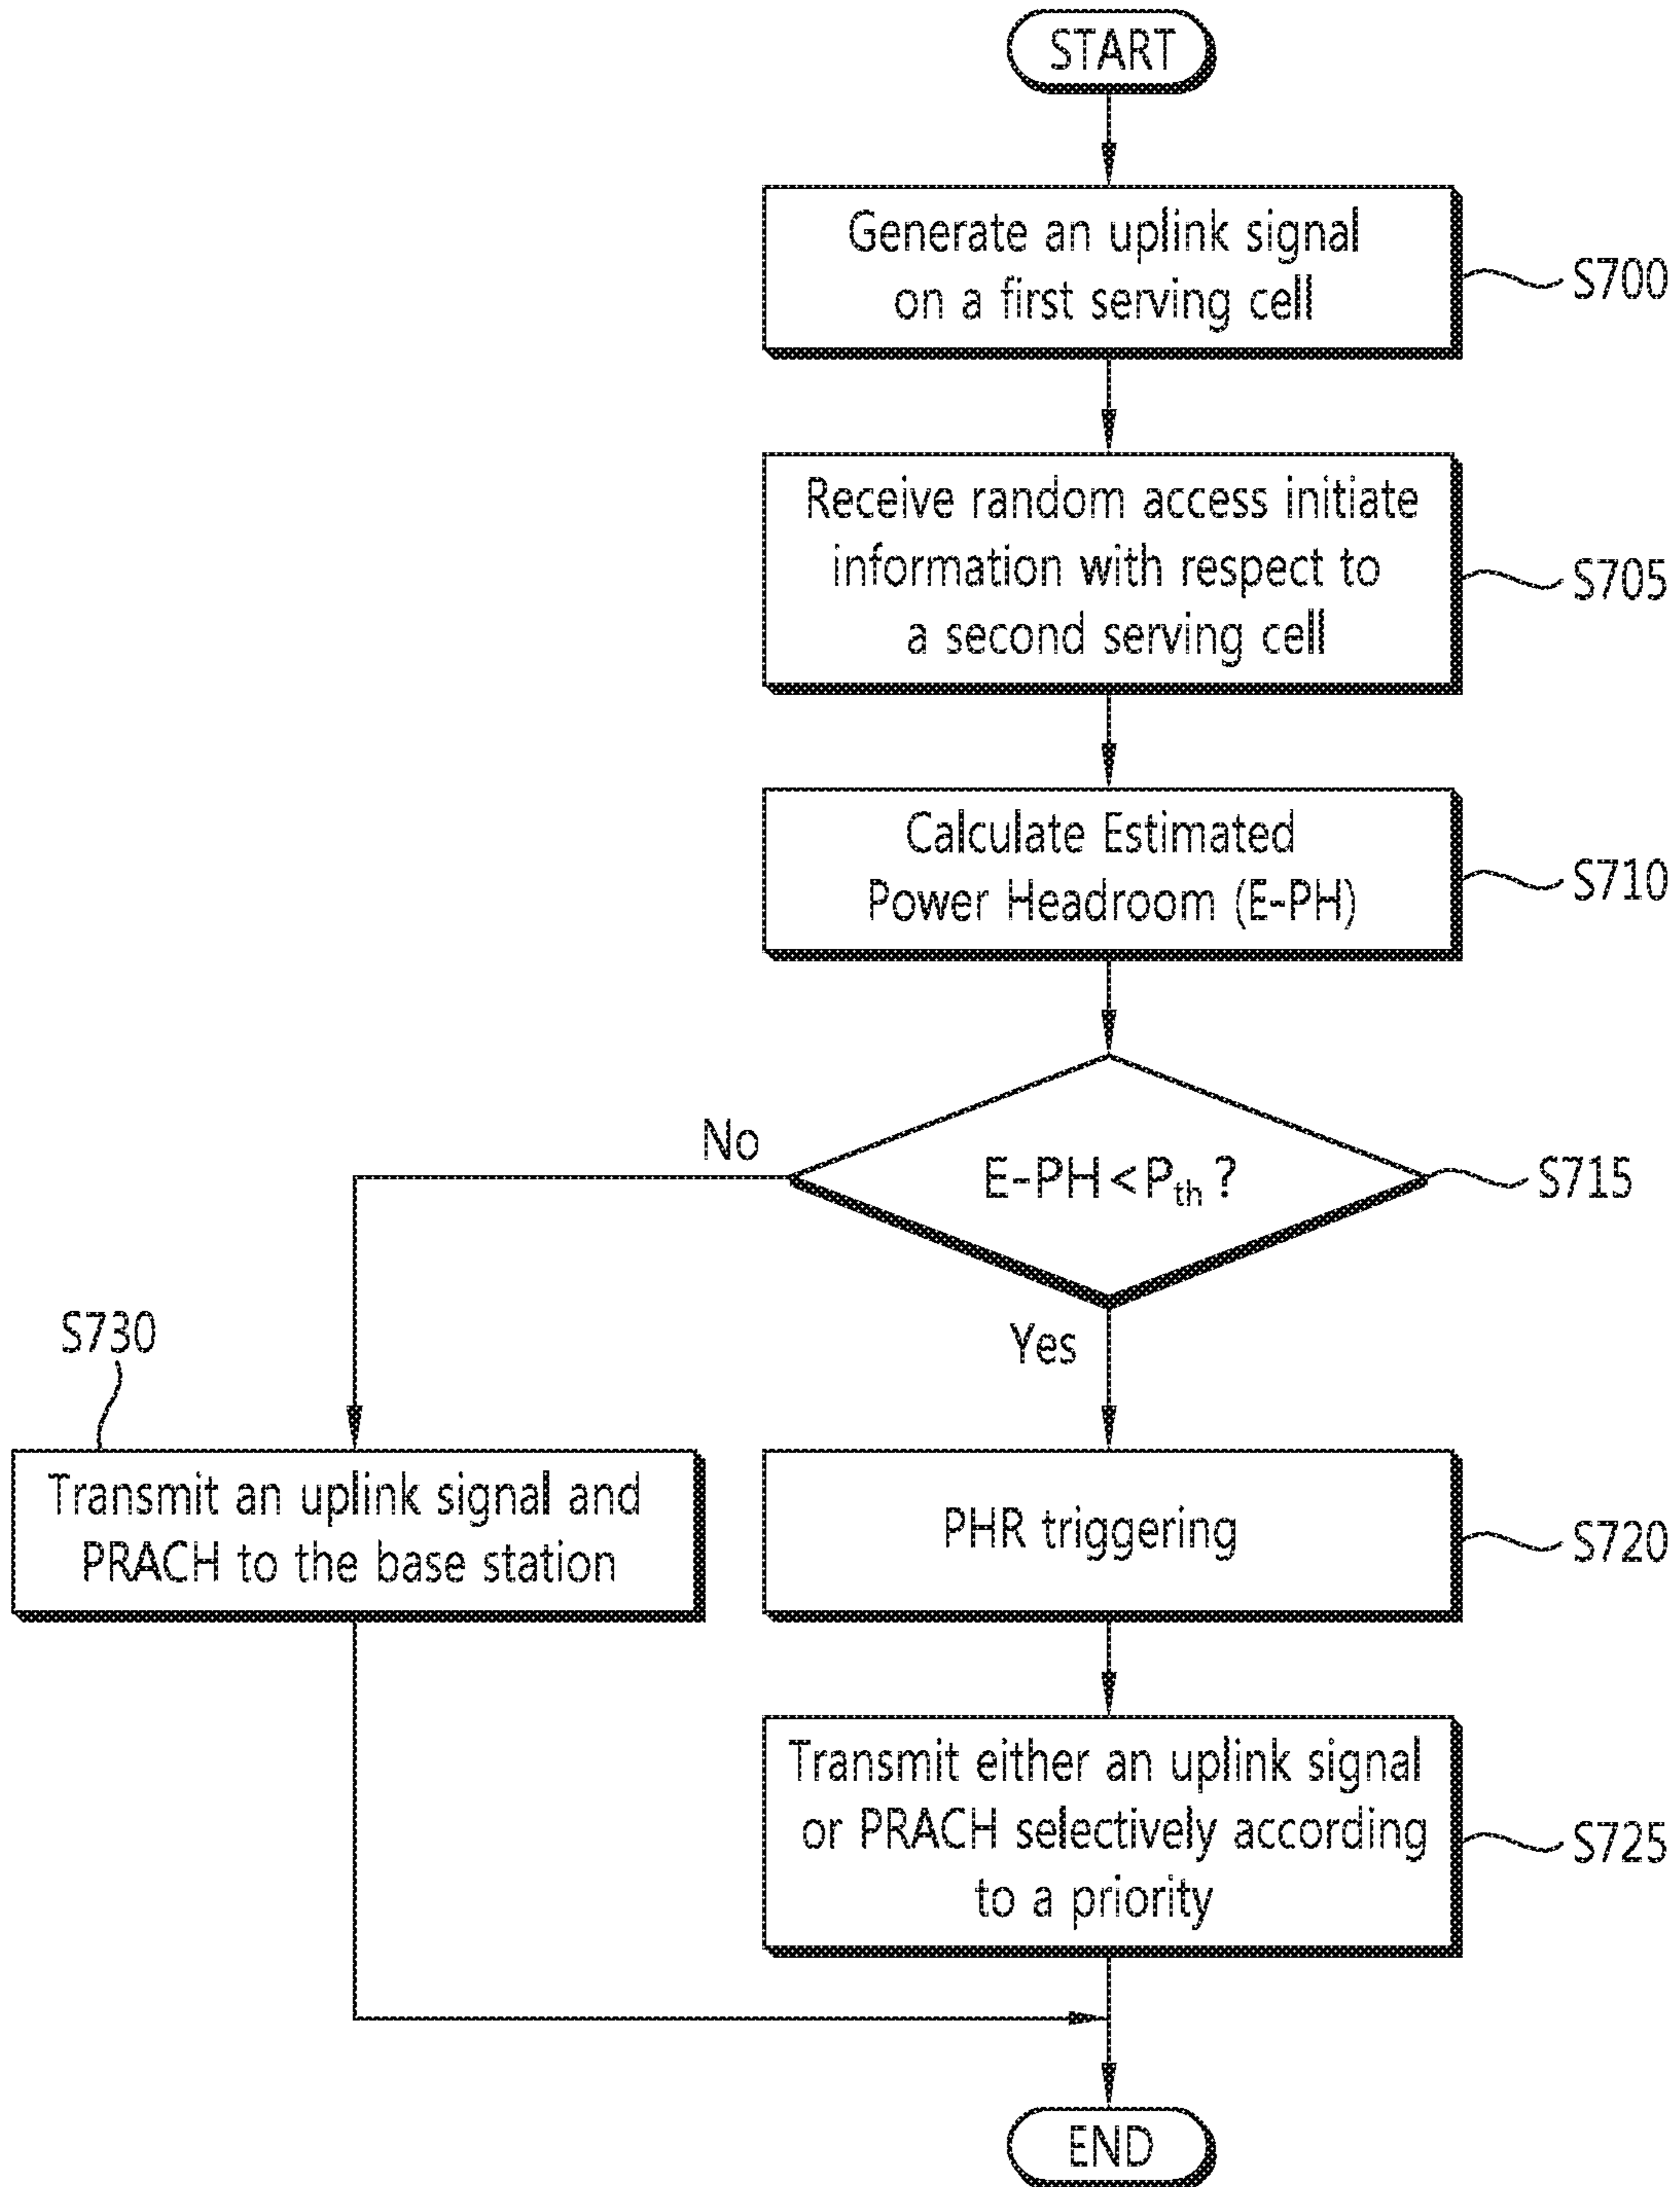 START
Generate an uplink signal
on a first serving cell
S700
Receive random access initiate
information with respect to
a second serving cell
S705
Calculate Estimated
Power Headroom (E-PH)
S710
No
E-PH<Pth ?
S715
S730
Yes
Transmit an uplink signal and
PRACH to the base station
PHR triggering
S720
Transmit either an uplink signal
or PRACH selectively according
to a priority
S725
END